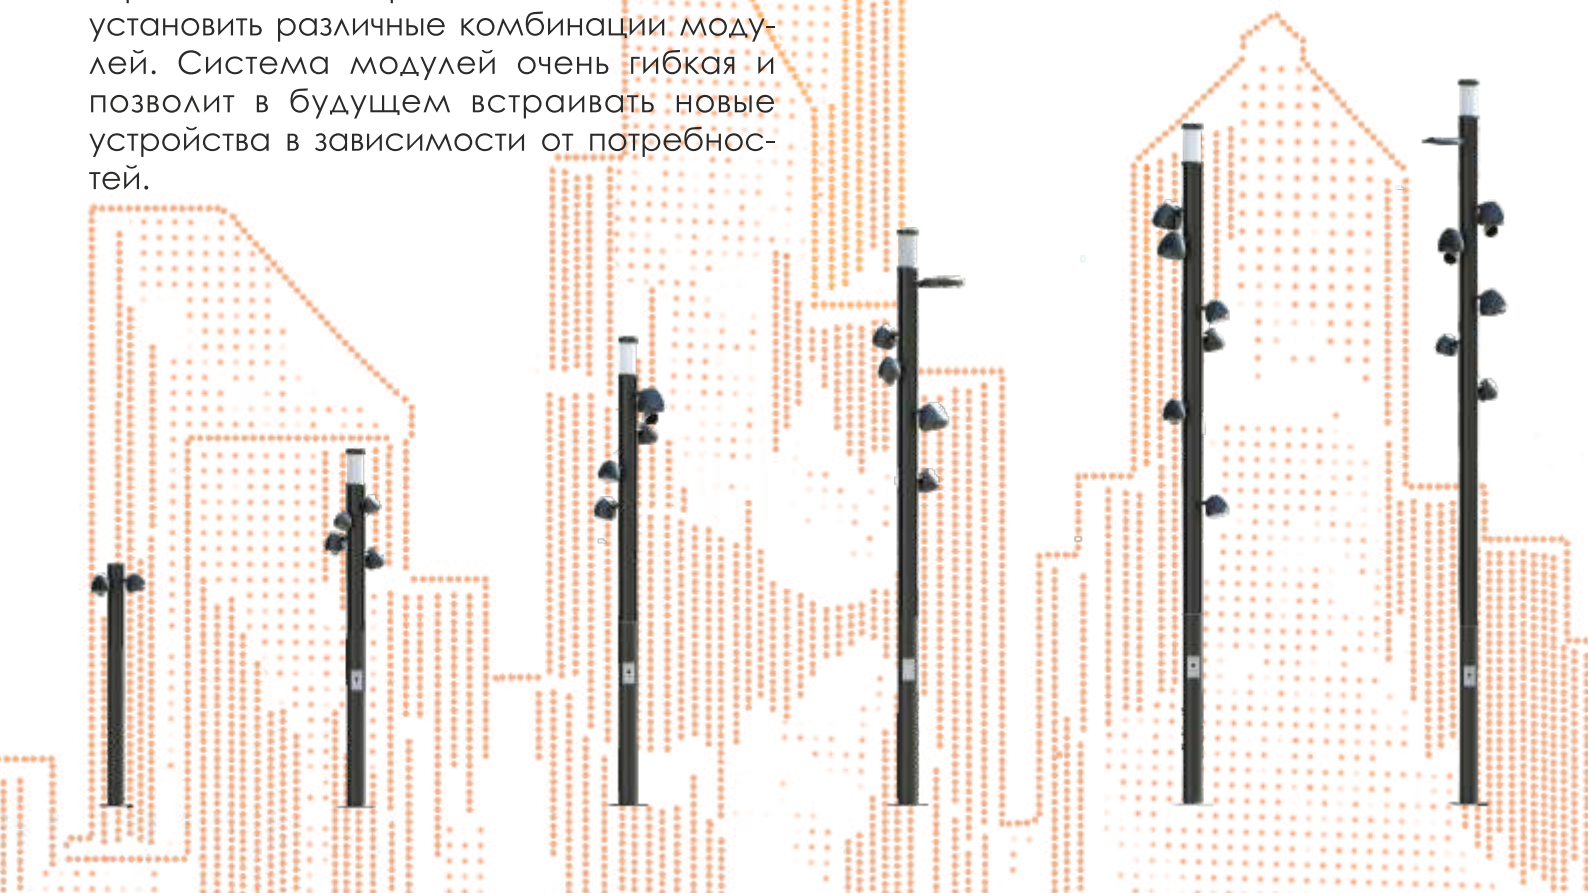 установить различные комбинации моду-
лей. Система модулей очень гибкая и
позволит в будущем встраивать новые
устройства в зависимости от потребнос-
тей.